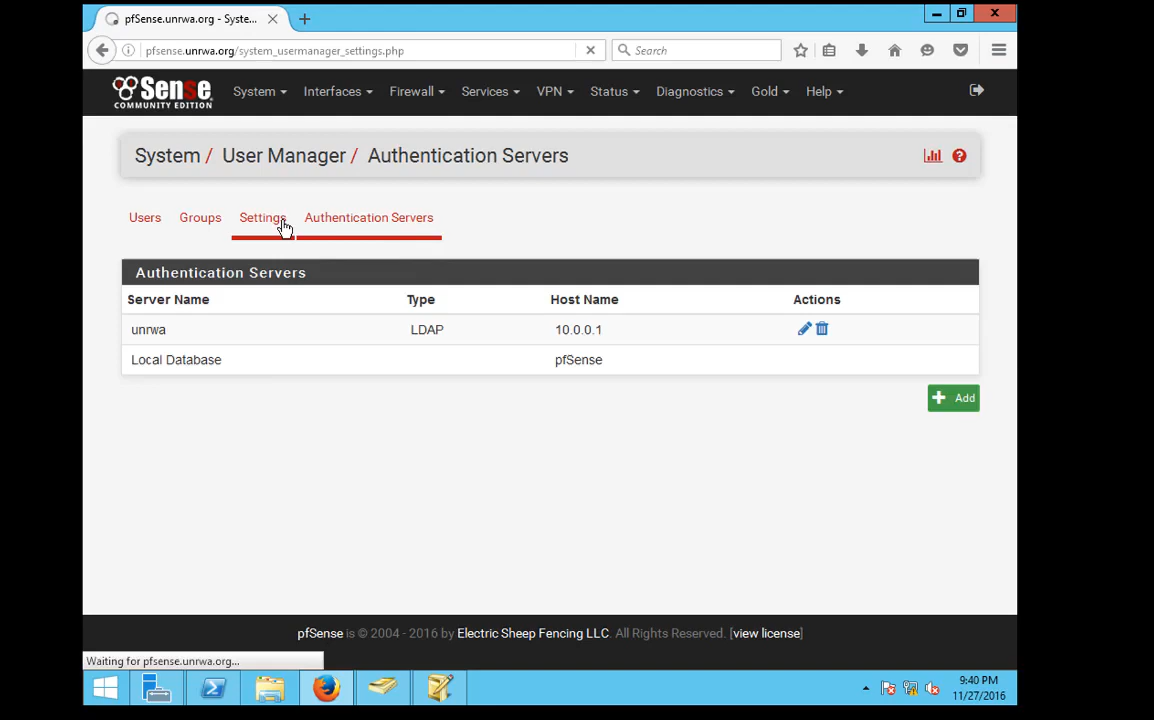 pfSense.unrwa.org - Syste...
pfsense.unrwa.org/system_usermanager_settings.php
Search
Sense
COMMUNITY EDITION
System Interfaces Firewall Services VPN Status Diagnostics Gold Help
System / User Manager / Authentication Servers
Users Groups Settings Authentication Servers
Authentication Servers
Server Name Type Host Name Actions
unrwa LDAP 10.0.0.1
Local Database pfSense
Add
pfSense is © 2004 - 2016 by Electric Sheep Fencing LLC. All Rights Reserved. [view license]
Waiting for pfsense.unrwa.org...
9:40 PM
11/27/2016